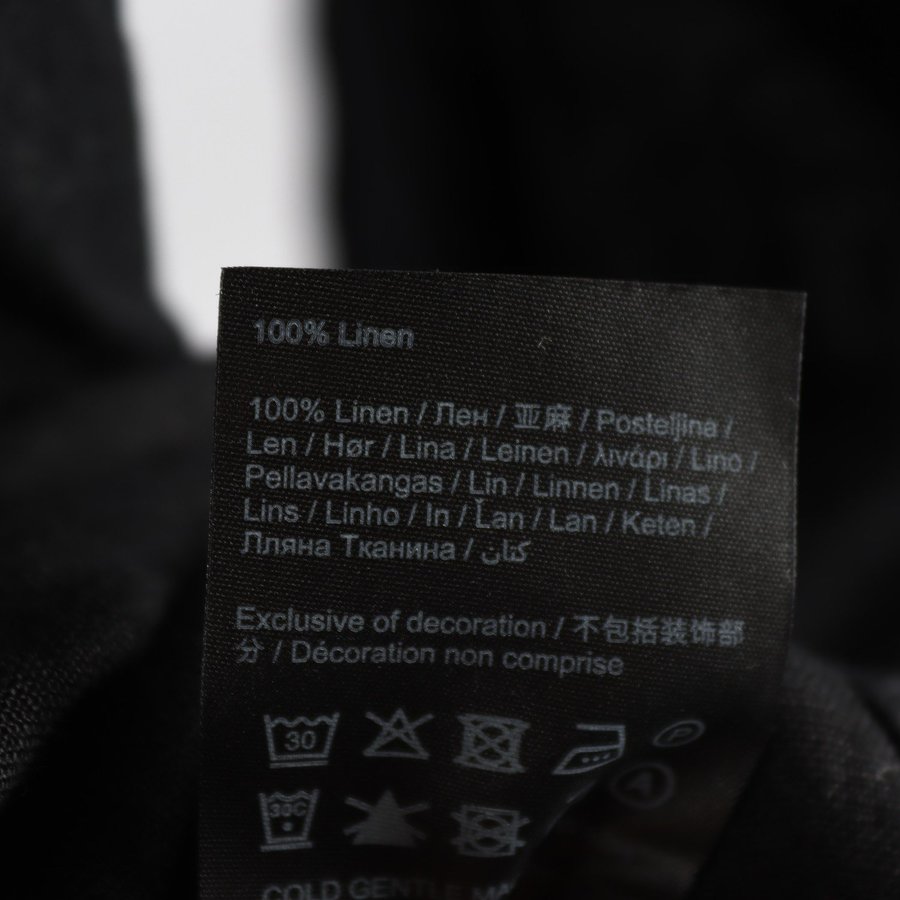 100% Linen
100% Linen / Лен / 亚麻 / Posteljina /
Len / Hør / Lina / Leinen / λινάρι / Lino /
Pellavakangas / Lin / Linnen / Linas /
Lins / Linho / In / Ľan / Lan / Keten /
Лляна Тканина / كتان
Exclusive of decoration / 不包括装饰部
分 / Décoration non comprise
30
P
30C
A
COLD GENTLE